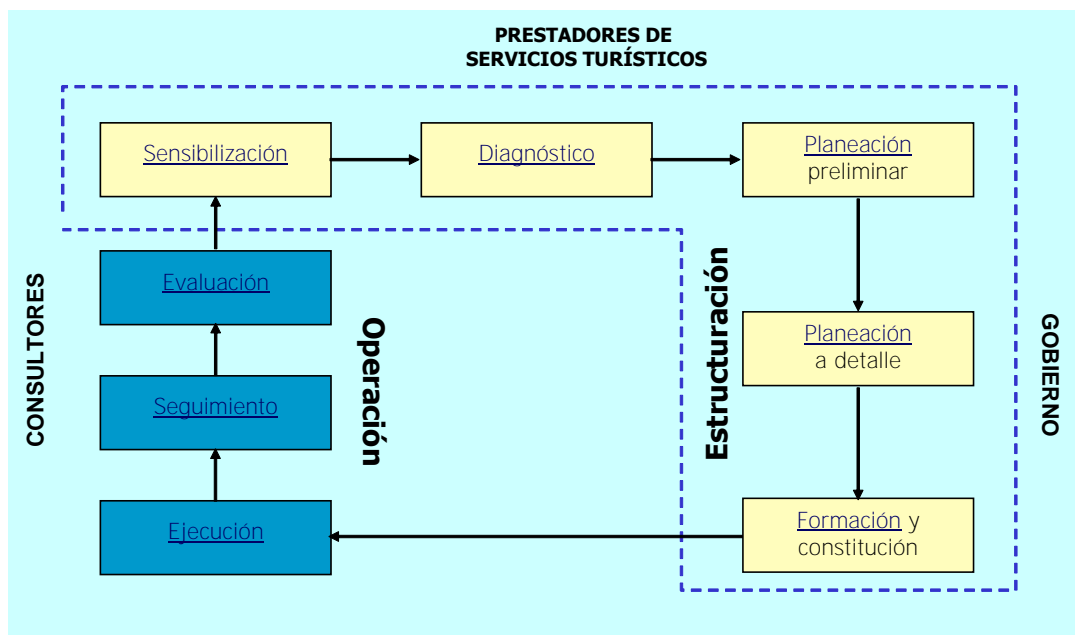 PRESTADORES DE
SERVICIOS TURÍSTICOS
Sensibilización
Diagnóstico
Planeación
preliminar
Evaluación
CONSULTORES
Operación
Estructuración
Planeación
a detalle
GOBIERNO
Seguimiento
Ejecución
Formación y
constitución